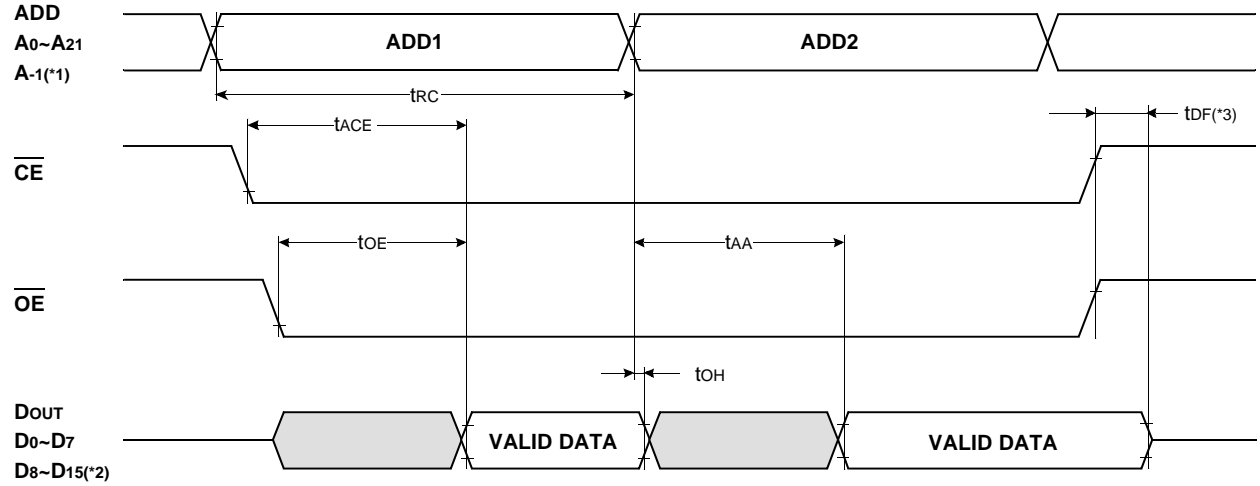 ADD
A0~A21
A-1(*1)
ADD1
ADD2
tRC
tACE
tDF(*3)
CE
tOE
tAA
OE
tOH
DOUT
D0~D7
D8~D15(*2)
VALID DATA
VALID DATA